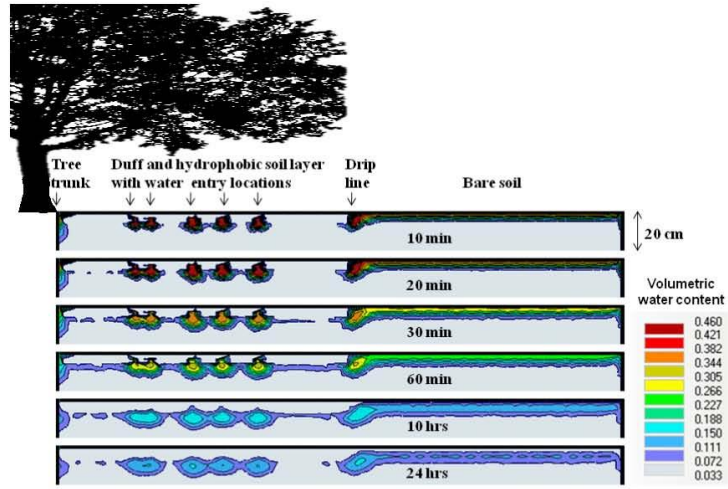 Tree
trunk
Duff and hydrophobic soil layer
with water entry locations
Drip
line
Bare soil
10 min
20 cm
20 min
30 min
60 min
10 hrs
24 hrs
Volumetric
water content
0.460
0.421
0.382
0.344
0.305
0.266
0.227
0.188
0.150
0.111
0.072
0.033